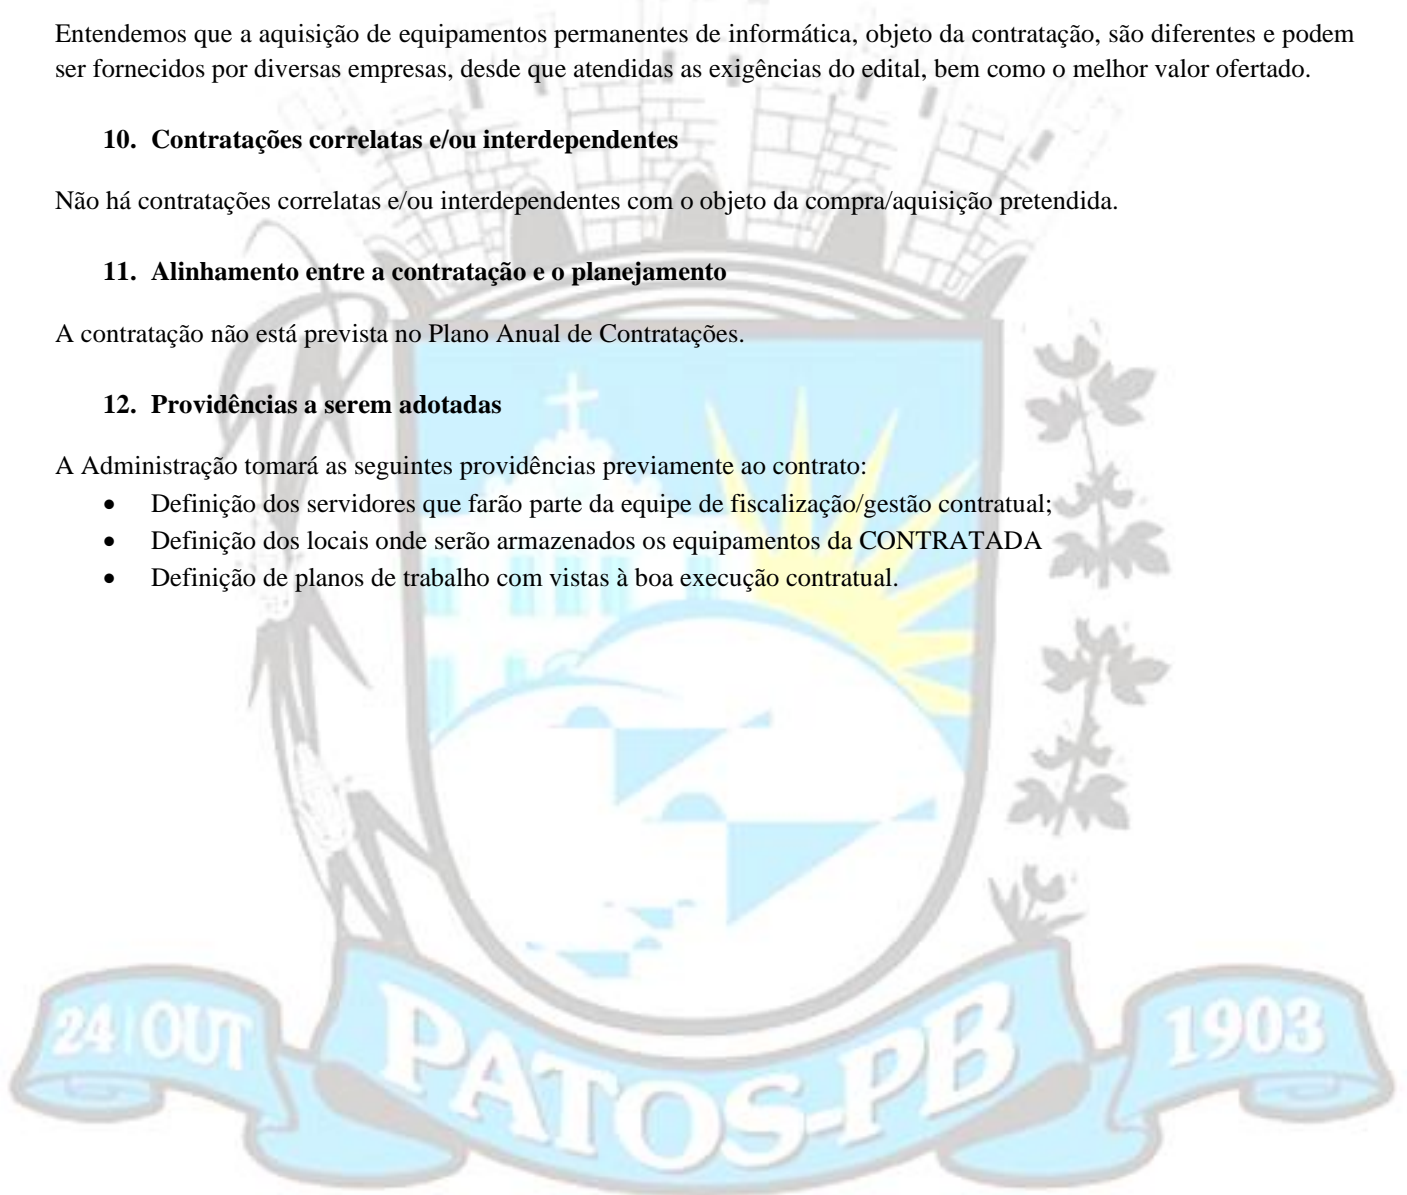 Entendemos que a aquisição de equipamentos permanentes de informática, objeto da contratação, são diferentes e podem
ser fornecidos por diversas empresas, desde que atendidas as exigências do edital, bem como o melhor valor ofertado.
10. Contratações correlatas e/ou interdependentes
Não há contratações correlatas e/ou interdependentes com o objeto da compra/aquisição pretendida.
11. Alinhamento entre a contratação e o planejamento
A contratação não está prevista no Plano Anual de Contratações.
12. Providências a serem adotadas
A Administração tomará as seguintes providências previamente ao contrato:
• Definição dos servidores que farão parte da equipe de fiscalização/gestão contratual;
• Definição dos locais onde serão armazenados os equipamentos da CONTRATADA
• Definição de planos de trabalho com vistas à boa execução contratual.
24 OUT
PATOS-PB
1903